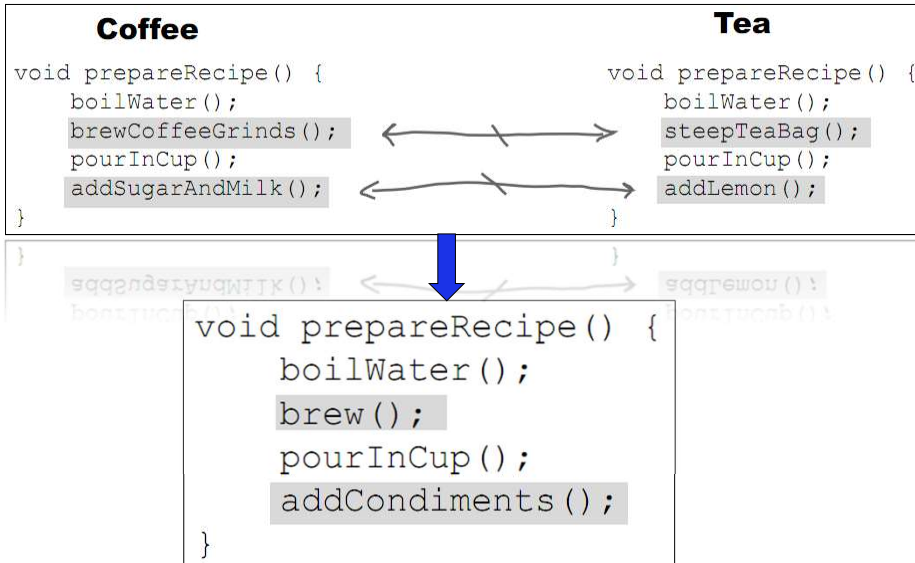 Coffee
void prepareRecipe() {
boilWater();
brewCoffeeGrinds();
pourInCup();
addSugarAndMilk();
}
Tea
void prepareRecipe() {
boilWater();
steepTeaBag();
pourInCup();
addLemon();
}
void prepareRecipe() {
boilWater();
brew();
pourInCup();
addCondiments();
}